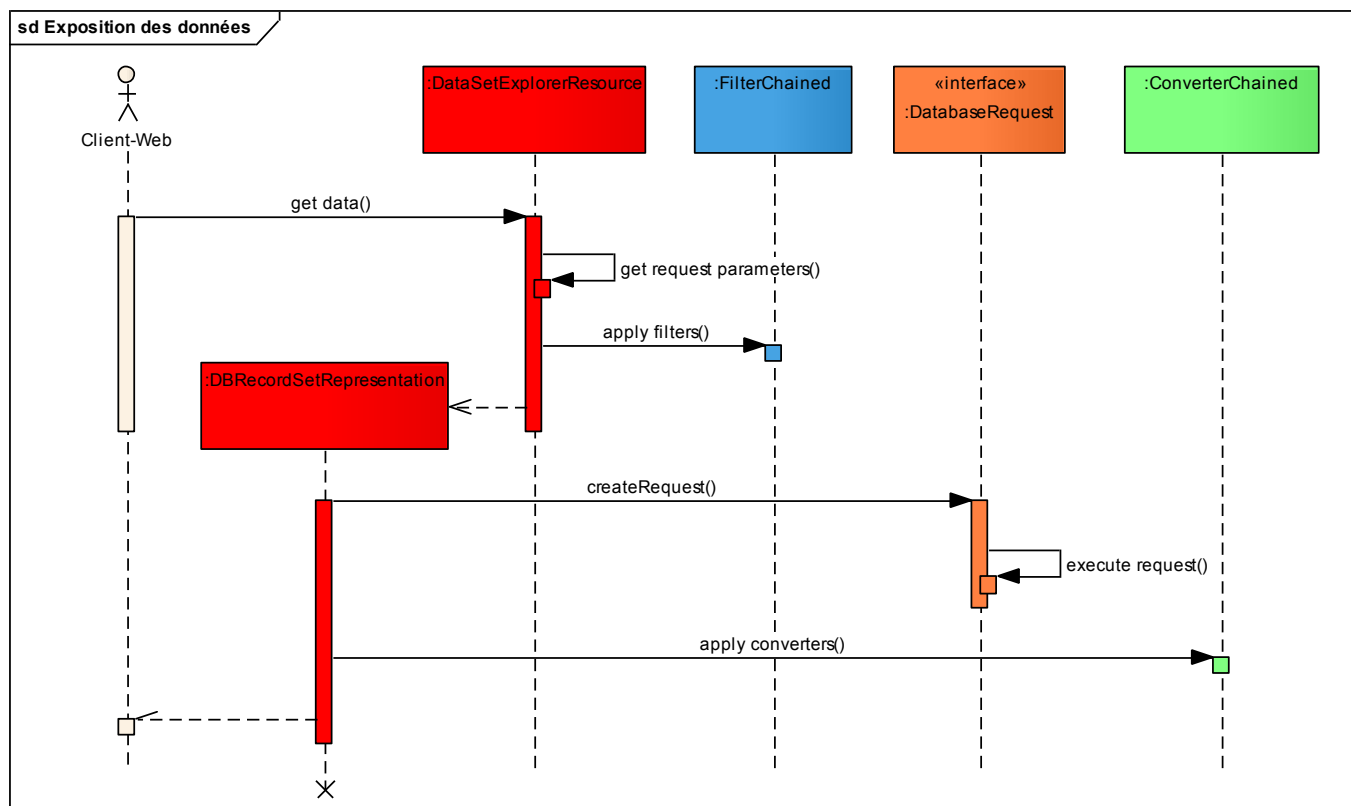 sd Exposition des données
Client-Web
:DataSetExplorerResource
:FilterChained
«interface»
:DatabaseRequest
:ConverterChained
get data()
get request parameters()
apply filters()
:DBRecordSetRepresentation
createRequest()
execute request()
apply converters()